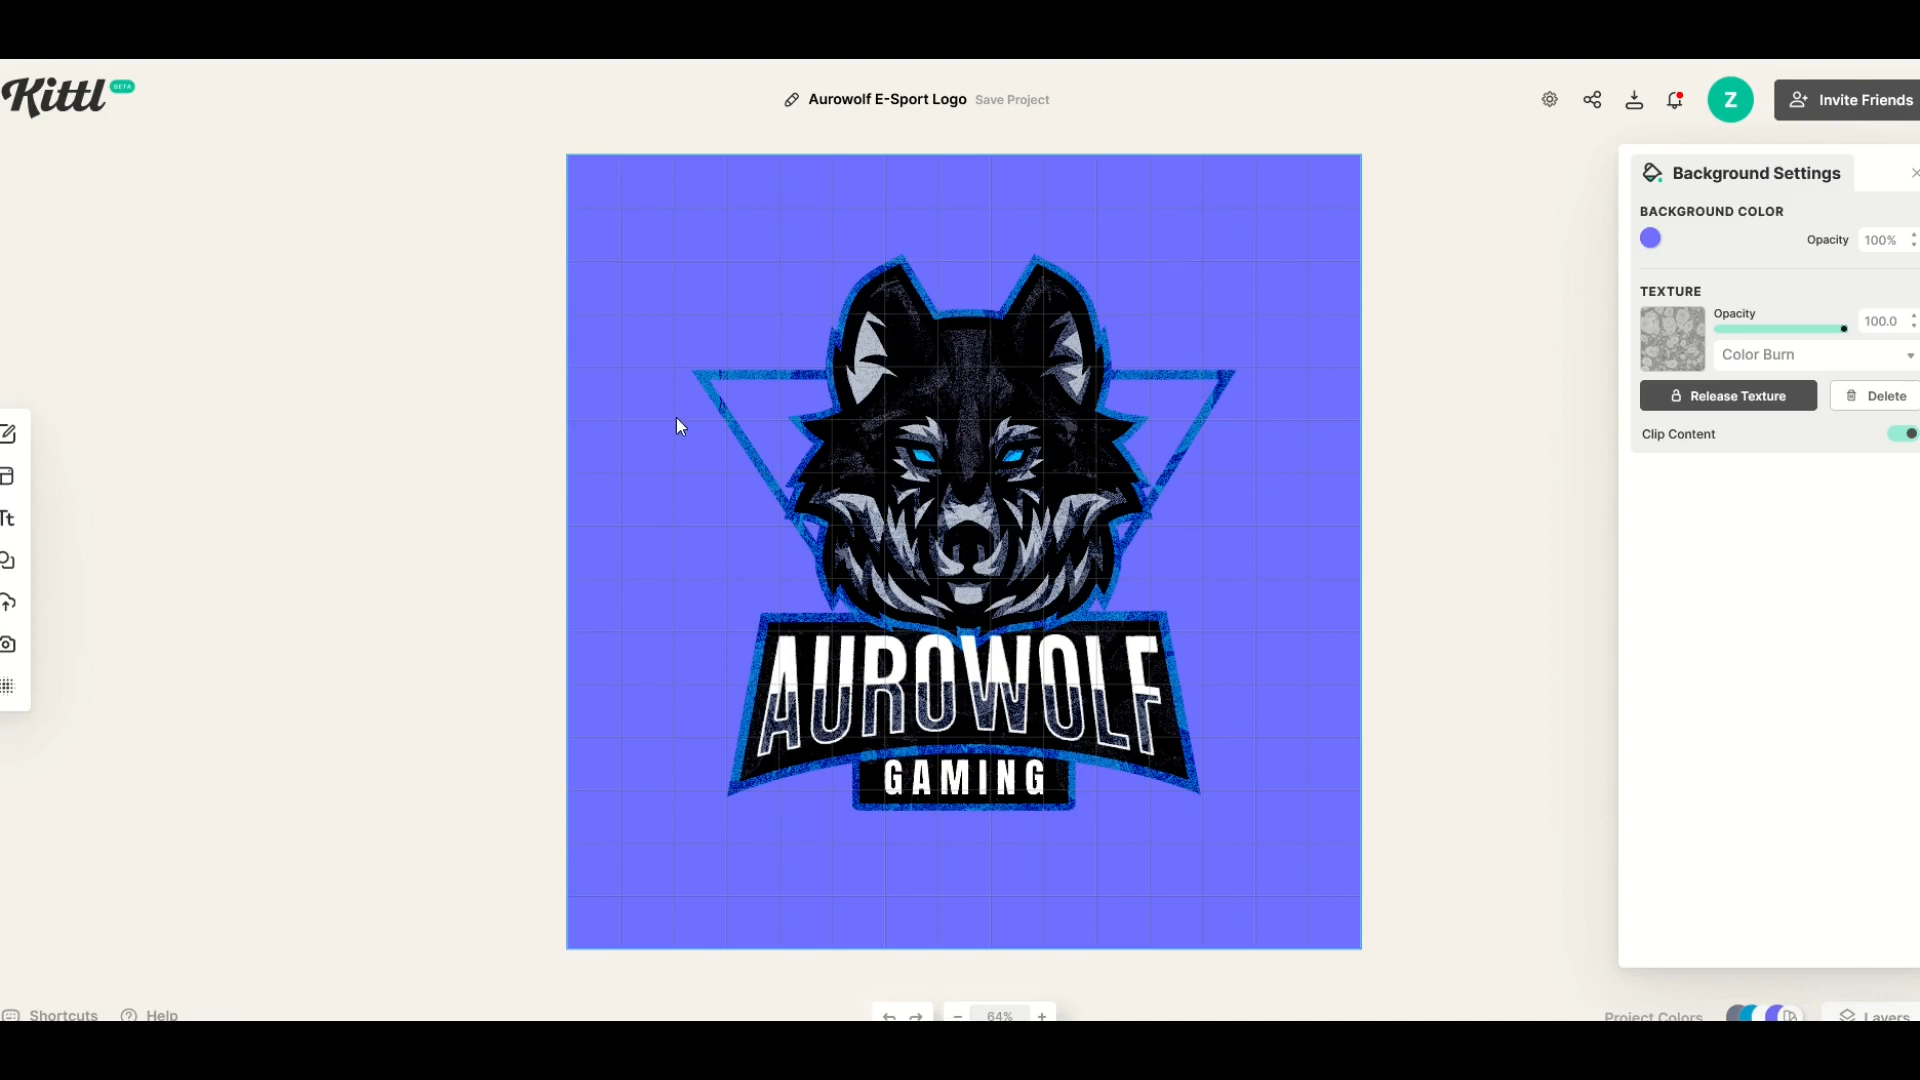 Kittl BETA
Aurowolf E-Sport Logo Save Project
Z
Invite Friends
Background Settings
BACKGROUND COLOR
Opacity 100%
TEXTURE
Opacity 100.0
Color Burn
Release Texture Delete
Clip Content
Tt
AUROWOLF
GAMING
Shortcuts Help
64%
Project Colors
Layers